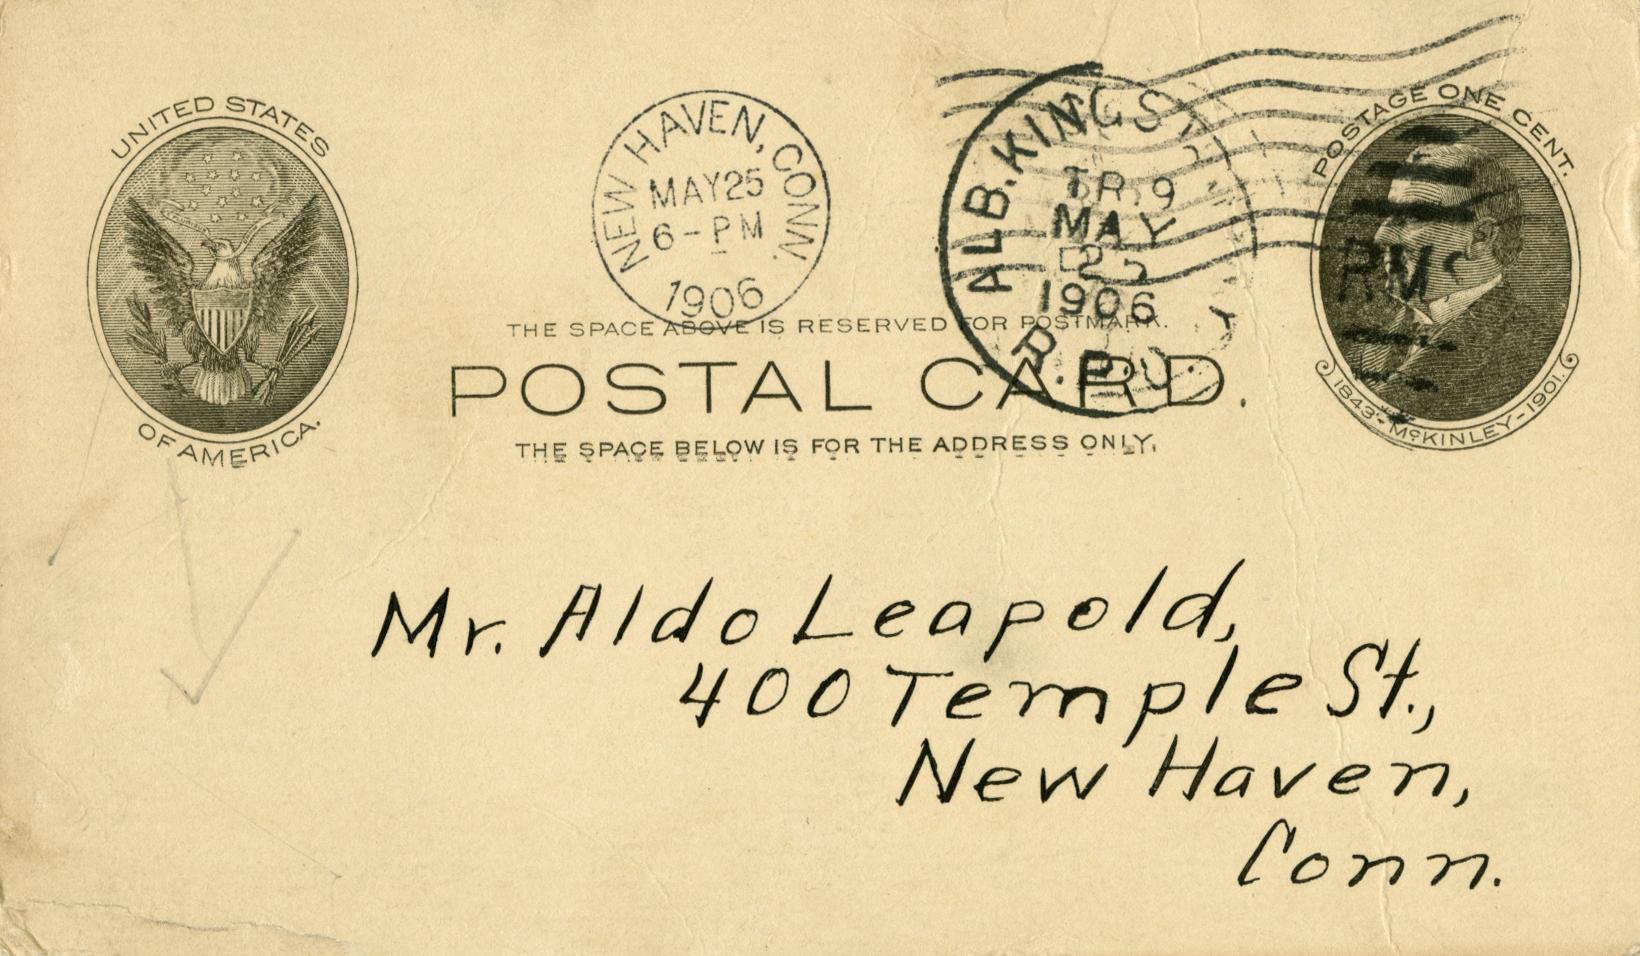 UNITED STATES
OF AMERICA.
NEW HAVEN, CONN.
MAY 25
6-PM
1906
ALB. KINGS
TR. 9
MAY
1906
R.P.O.
POSTAGE ONE CENT.
RMS
1843-McKINLEY-1901.
THE SPACE ABOVE IS RESERVED FOR POSTMARK.
POSTAL CARD.
THE SPACE BELOW IS FOR THE ADDRESS ONLY.
Mr. Aldo Leapold,
400 Temple St.,
New Haven,
Conn.